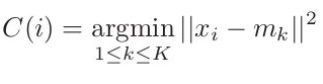 C(i) = argmin ||x_i − m_k||²
1≤k≤K